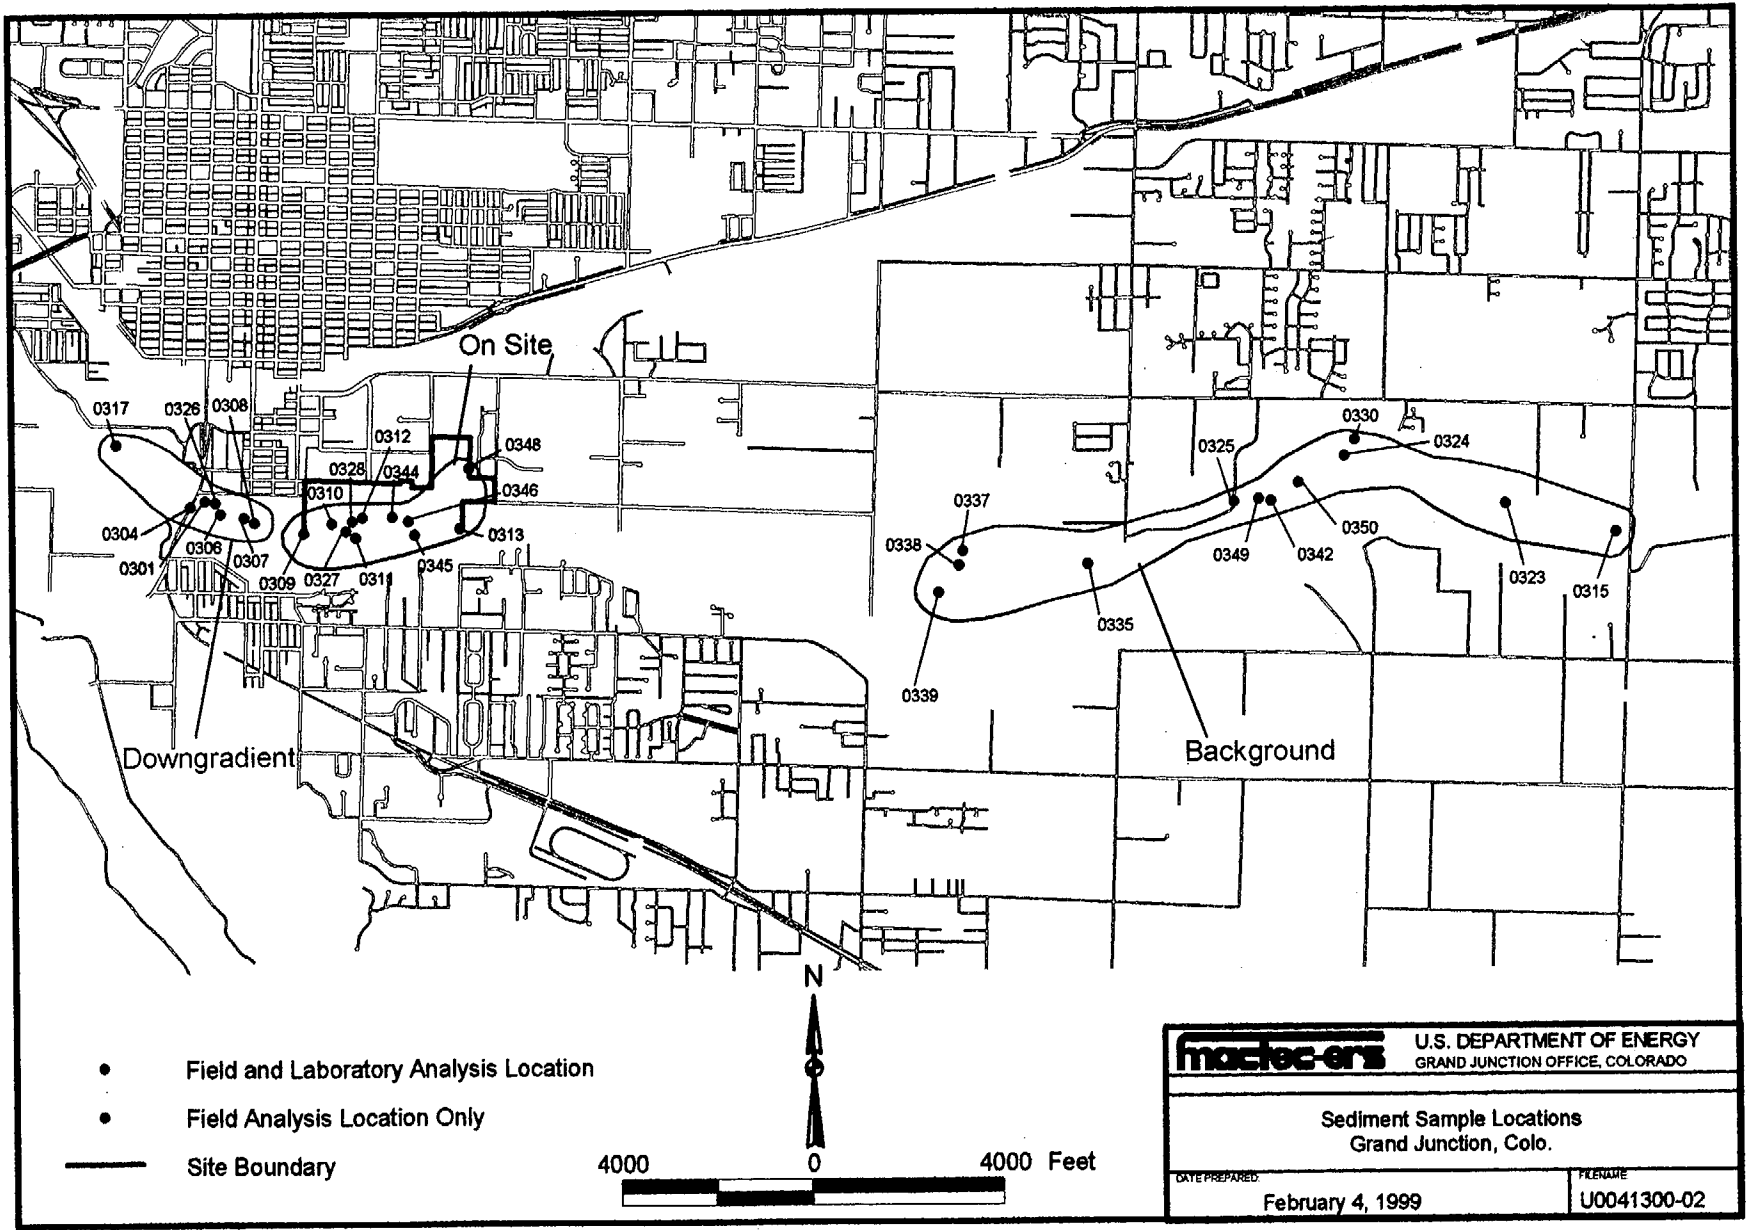 On Site
0317
0326
0308
0312
0348
0328
0344
0310
0346
0304
0306
0307
0313
0301
0309
0327
0311
0345
Downgradient
0330
0325
0324
0337
0338
0350
0349
0342
0323
0315
0335
0339
Background
N
Field and Laboratory Analysis Location
Field Analysis Location Only
Site Boundary
4000 0 4000 Feet
mactec-ers
U.S. DEPARTMENT OF ENERGY
GRAND JUNCTION OFFICE, COLORADO
Sediment Sample Locations
Grand Junction, Colo.
DATE PREPARED:
February 4, 1999
FILENAME
U0041300-02